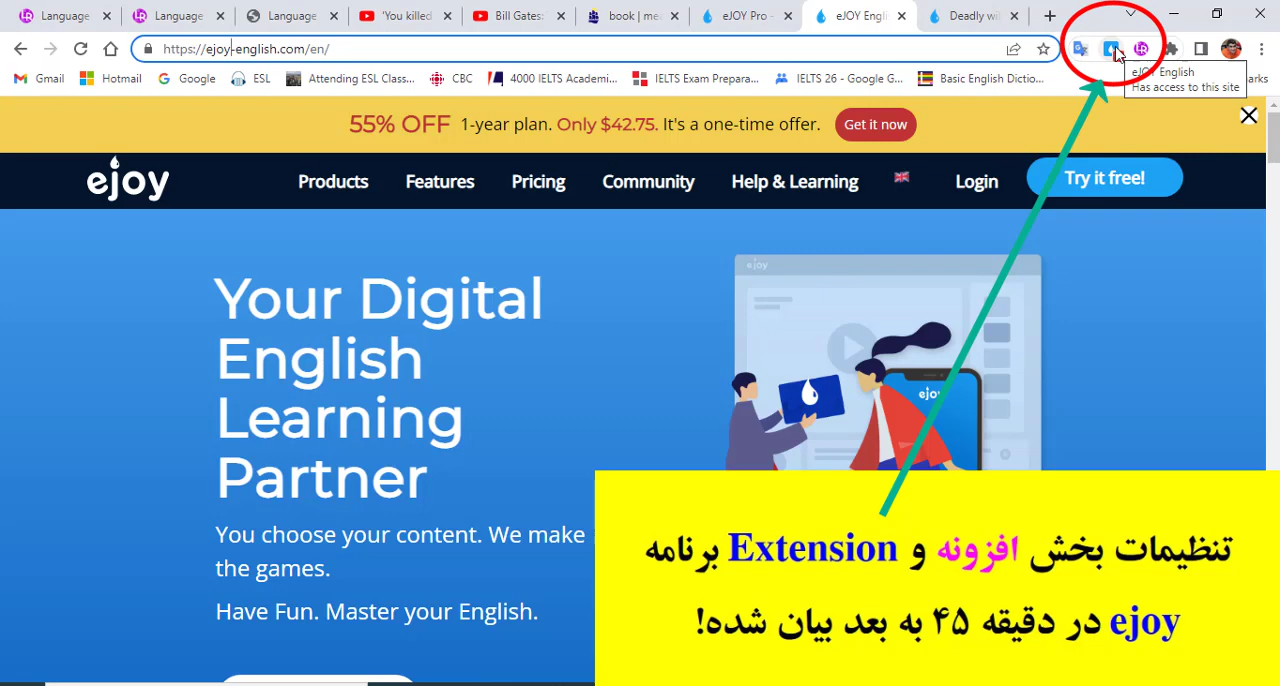 Language
Language
Language
'You killed
Bill Gates:
book | me
eJOY Pro -
eJOY Engli
Deadly wil
https://ejoy-english.com/en/
eJOY English
Has access to this site
Gmail
Hotmail
Google
ESL
Attending ESL Class...
CBC
4000 IELTS Academi...
IELTS Exam Prepara...
IELTS 26 - Google G...
Basic English Dictio...
arks
55% OFF 1-year plan. Only $42.75. It's a one-time offer. Get it now
ejoy
Products
Features
Pricing
Community
Help & Learning
Login
Try it free!
ejoy
ejoy
Your Digital
English
Learning
Partner
You choose your content. We make
the games.
Have Fun. Master your English.
تنظیمات بخش افزونه و Extension برنامه
ejoy در دقیقه ۴۵ به بعد بیان شده!